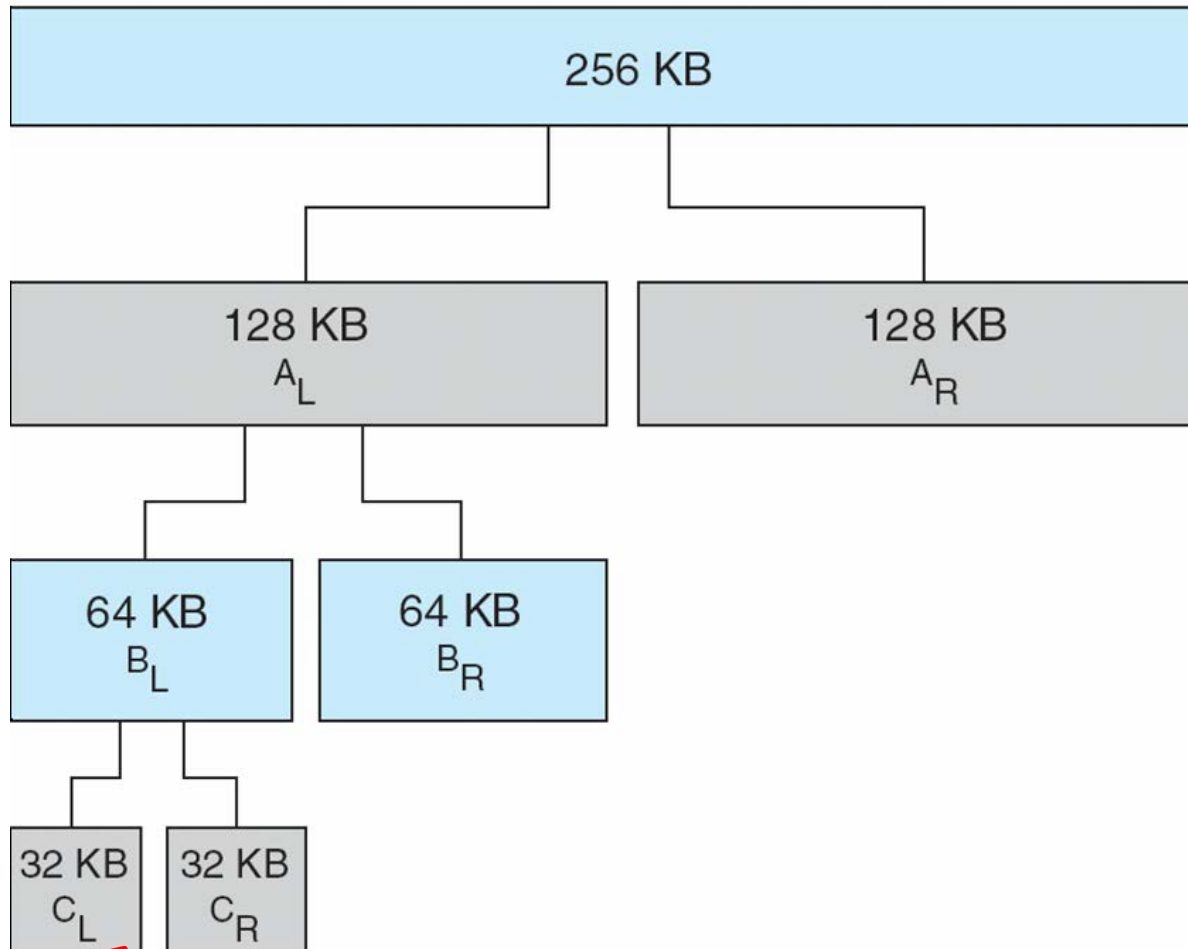 256 KB
128 KB
A_L
128 KB
A_R
64 KB
B_L
64 KB
B_R
32 KB
C_L
32 KB
C_R